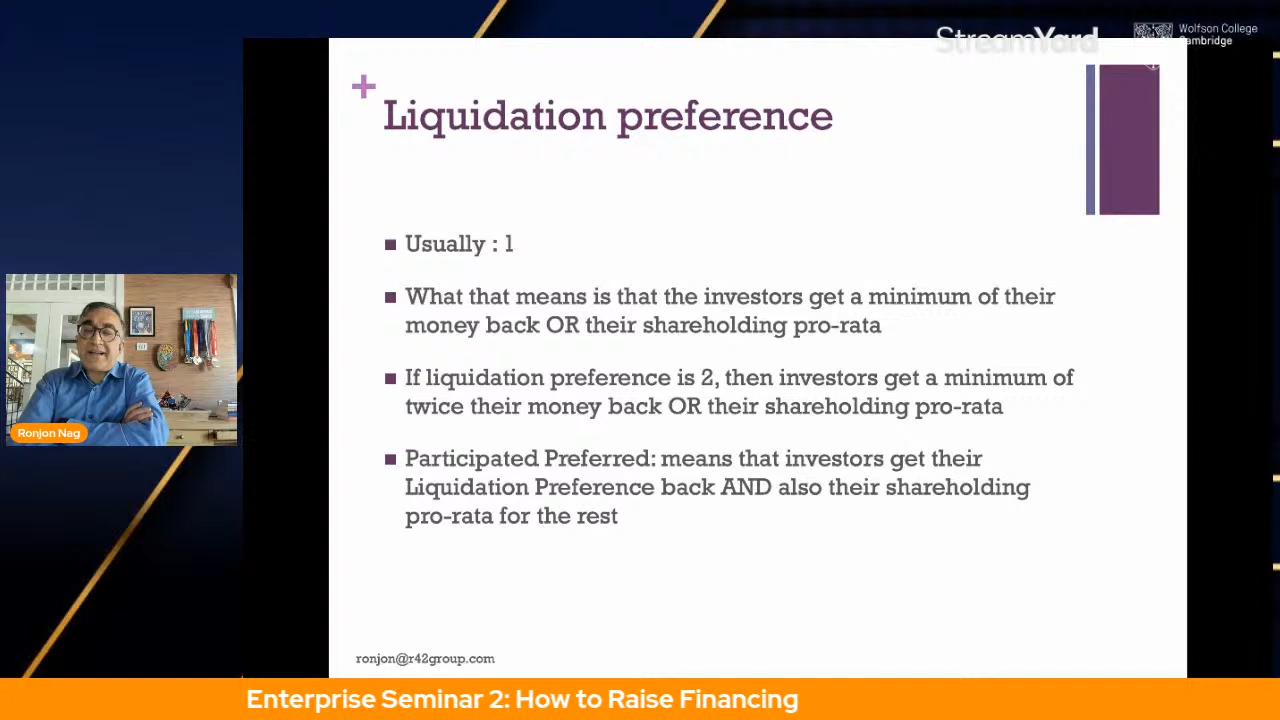 StreamYard
Wolfson College
Cambridge
+
Liquidation preference
Usually : 1
What that means is that the investors get a minimum of their
money back OR their shareholding pro-rata
If liquidation preference is 2, then investors get a minimum of
twice their money back OR their shareholding pro-rata
Participated Preferred: means that investors get their
Liquidation Preference back AND also their shareholding
pro-rata for the rest
Ronjon Nag
ronjon@r42group.com
Enterprise Seminar 2: How to Raise Financing